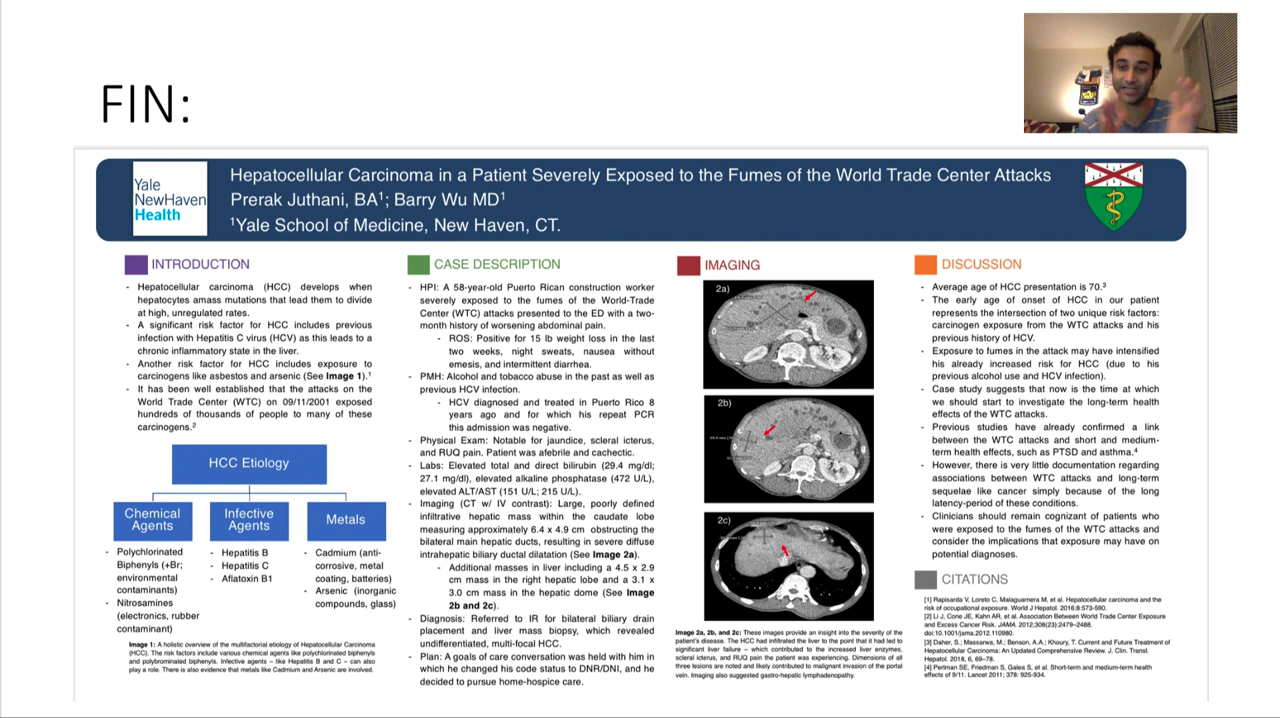 FIN:
Yale
NewHaven
Health
Hepatocellular Carcinoma in a Patient Severely Exposed to the Fumes of the World Trade Center Attacks
Prerak Juthani, BA¹; Barry Wu MD¹
¹Yale School of Medicine, New Haven, CT.
INTRODUCTION
- Hepatocellular carcinoma (HCC) develops when
hepatocytes amass mutations that lead them to divide
at high, unregulated rates.
- A significant risk factor for HCC includes previous
infection with Hepatitis C virus (HCV) as this leads to a
chronic inflammatory state in the liver.
- Another risk factor for HCC includes exposure to
carcinogens like asbestos and arsenic (See Image 1).¹
- It has been well established that the attacks on the
World Trade Center (WTC) on 09/11/2001 exposed
hundreds of thousands of people to many of these
carcinogens.²
HCC Etiology
Chemical
Agents
Infective
Agents
Metals
- Polychlorinated
Biphenyls (+Br;
environmental
contaminants)
- Nitrosamines
(electronics, rubber
contaminant)
- Hepatitis B
- Hepatitis C
- Aflatoxin B1
- Cadmium (anti-
corrosive, metal
coating, batteries)
- Arsenic (inorganic
compounds, glass)
Image 1: A holistic overview of the multifactorial etiology of Hepatocellular Carcinoma
(HCC). The risk factors include various chemical agents like polychlorinated biphenyls
and polybrominated biphenyls. Infective agents – like Hepatitis B and C – can also
play a role. There is also evidence that metals like Cadmium and Arsenic are involved.
CASE DESCRIPTION
- HPI: A 58-year-old Puerto Rican construction worker
severely exposed to the fumes of the World-Trade
Center (WTC) attacks presented to the ED with a two-
month history of worsening abdominal pain.
- ROS: Positive for 15 lb weight loss in the last
two weeks, night sweats, nausea without
emesis, and intermittent diarrhea.
- PMH: Alcohol and tobacco abuse in the past as well as
previous HCV infection.
- HCV diagnosed and treated in Puerto Rico 8
years ago and for which his repeat PCR
this admission was negative.
- Physical Exam: Notable for jaundice, scleral icterus,
and RUQ pain. Patient was afebrile and cachectic.
- Labs: Elevated total and direct bilirubin (29.4 mg/dl;
27.1 mg/dl), elevated alkaline phosphatase (472 U/L),
elevated ALT/AST (151 U/L; 215 U/L).
- Imaging (CT w/ IV contrast): Large, poorly defined
infiltrative hepatic mass within the caudate lobe
measuring approximately 6.4 x 4.9 cm obstructing the
bilateral main hepatic ducts, resulting in severe diffuse
intrahepatic biliary ductal dilatation (See Image 2a).
- Additional masses in liver including a 4.5 x 2.9
cm mass in the right hepatic lobe and a 3.1 x
3.0 cm mass in the hepatic dome (See Image
2b and 2c).
- Diagnosis: Referred to IR for bilateral biliary drain
placement and liver mass biopsy, which revealed
undifferentiated, multi-focal HCC.
- Plan: A goals of care conversation was held with him in
which he changed his code status to DNR/DNI, and he
decided to pursue home-hospice care.
IMAGING
2a)
2b)
2c)
Image 2a, 2b, and 2c: These images provide an insight into the severity of the
patient's disease. The HCC had infiltrated the liver to the point that it had led to
significant liver failure – which contributed to the increased liver enzymes,
scleral icterus, and RUQ pain the patient was experiencing. Dimensions of all
three lesions are noted and likely contributed to malignant invasion of the portal
vein. Imaging also suggested gastro-hepatic lymphadenopathy.
DISCUSSION
- Average age of HCC presentation is 70.³
- The early age of onset of HCC in our patient
represents the intersection of two unique risk factors:
carcinogen exposure from the WTC attacks and his
previous history of HCV.
- Exposure to fumes in the attack may have intensified
his already increased risk for HCC (due to his
previous alcohol use and HCV infection).
- Case study suggests that now is the time at which
we should start to investigate the long-term health
effects of the WTC attacks.
- Previous studies have already confirmed a link
between the WTC attacks and short and medium-
term health effects, such as PTSD and asthma.⁴
- However, there is very little documentation regarding
associations between WTC attacks and long-term
sequelae like cancer simply because of the long
latency-period of these conditions.
- Clinicians should remain cognizant of patients who
were exposed to the fumes of the WTC attacks and
consider the implications that exposure may have on
potential diagnoses.
CITATIONS
[1] Rapisarda V, Loreto C, Malaguarnera M, et al. Hepatocellular carcinoma and the
risk of occupational exposure. World J Hepatol. 2016;8:573-590.
[2] Li J, Cone JE, Kahn AR, et al. Association Between World Trade Center Exposure
and Excess Cancer Risk. JAMA. 2012;308(23):2479–2488.
doi:10.1001/jama.2012.110980.
[3] Daher, S.; Massarwa, M.; Benson, A.A.; Khoury, T. Current and Future Treatment of
Hepatocellular Carcinoma: An Updated Comprehensive Review. J. Clin. Transl.
Hepatol. 2018, 6, 69–78.
[4] Perlman SE, Friedman S, Galea S, et al. Short-term and medium-term health
effects of 9/11. Lancet 2011; 378: 925-934.